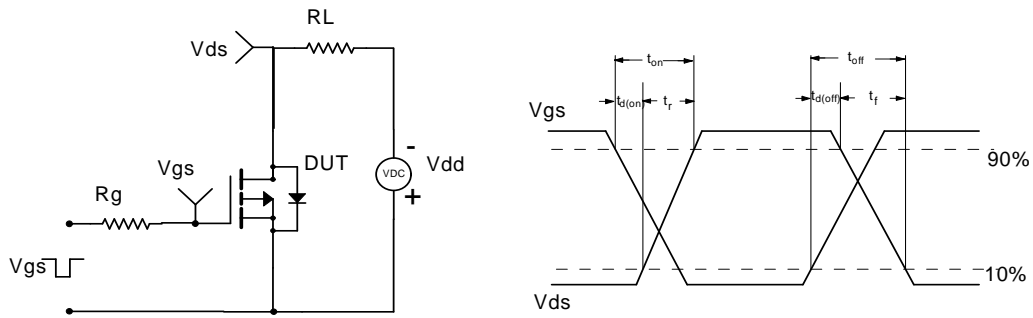 RL
Vds
Vgs
DUT
VDC
-
+
Vdd
Rg
Vgs
ton
toff
td(on)
tr
td(off)
tf
Vgs
90%
10%
Vds